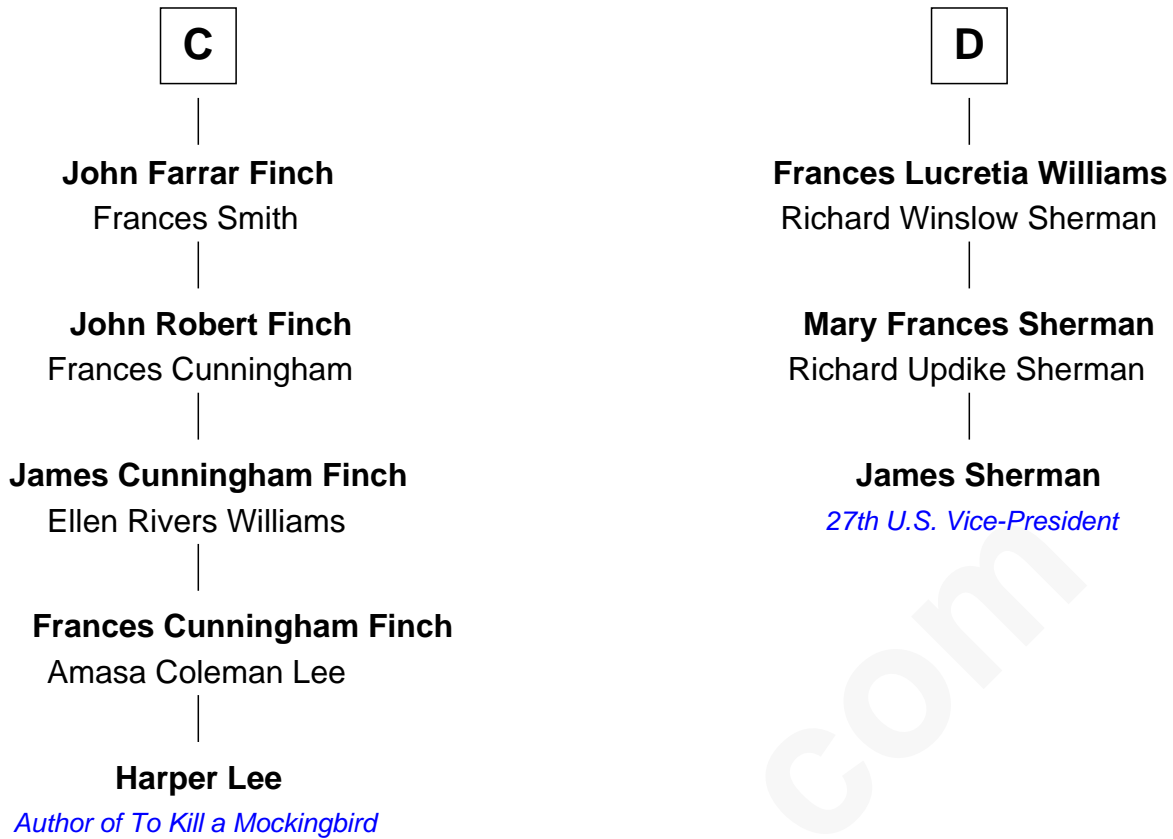 C
John Farrar Finch
Frances Smith
John Robert Finch
Frances Cunningham
James Cunningham Finch
Ellen Rivers Williams
Frances Cunningham Finch
Amasa Coleman Lee
Harper Lee
Author of To Kill a Mockingbird
D
Frances Lucretia Williams
Richard Winslow Sherman
Mary Frances Sherman
Richard Updike Sherman
James Sherman
27th U.S. Vice-President
com